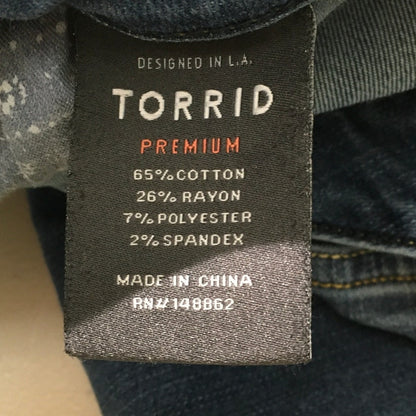 DESIGNED IN L.A.
TORRID
PREMIUM
65% COTTON
26% RAYON
7% POLYESTER
2% SPANDEX
MADE IN CHINA
RN# 148862